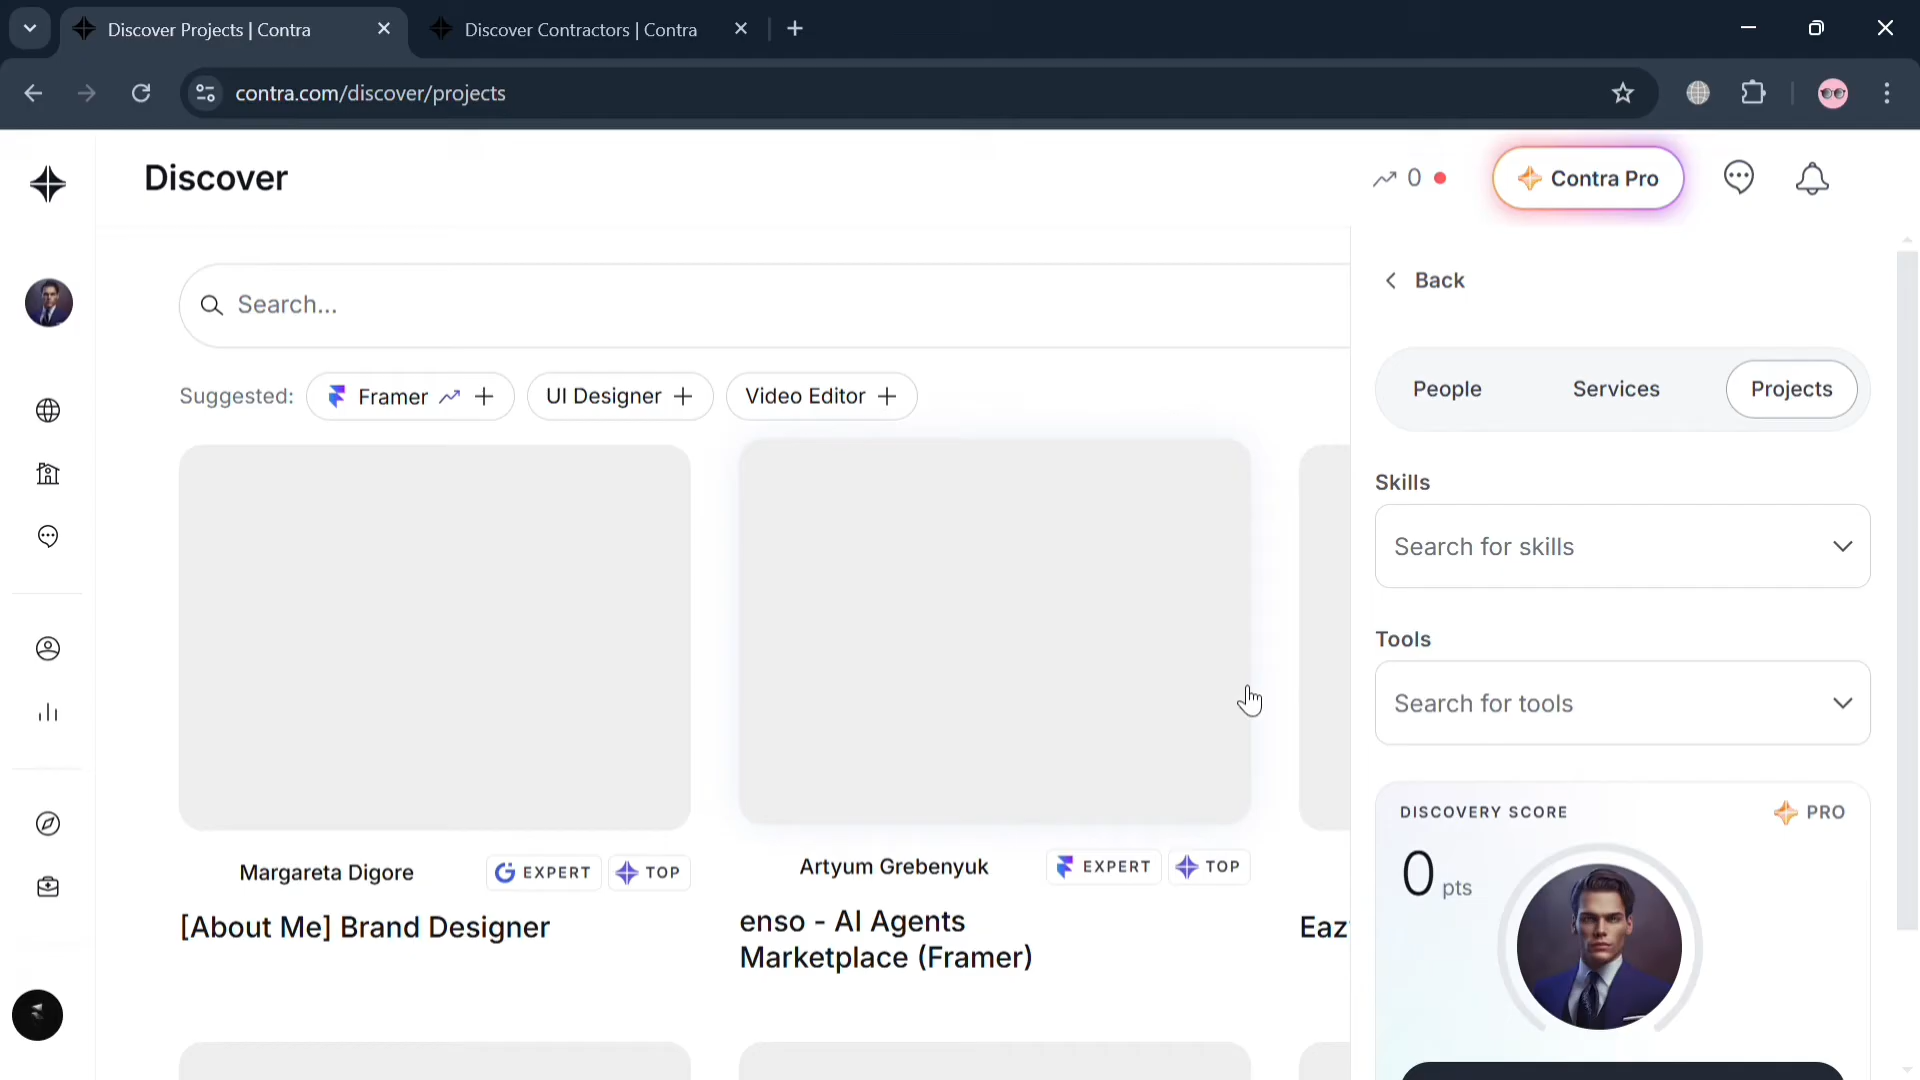 Discover Projects | Contra
Discover Contractors | Contra
contra.com/discover/projects
Discover
0
Contra Pro
Search...
Back
Suggested:
Framer
UI Designer
Video Editor
People
Services
Projects
Skills
Search for skills
Tools
Search for tools
DISCOVERY SCORE
PRO
0 pts
Margareta Digore
EXPERT
TOP
[About Me] Brand Designer
Artyum Grebenyuk
EXPERT
TOP
enso - AI Agents
Marketplace (Framer)
Eaz